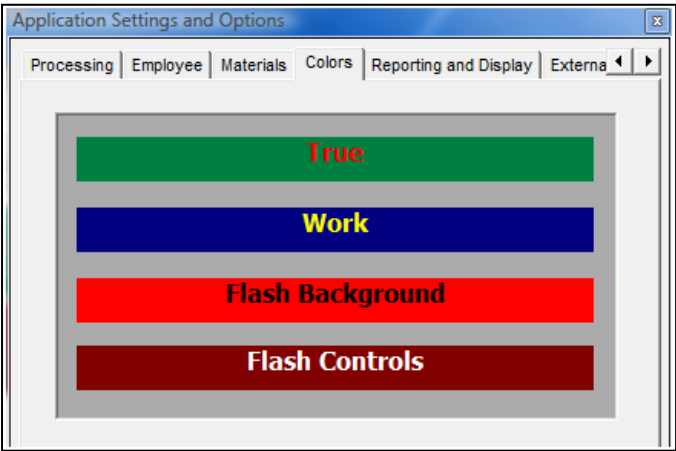 Application Settings and Options
Processing Employee Materials Colors Reporting and Display Externa
True
Work
Flash Background
Flash Controls